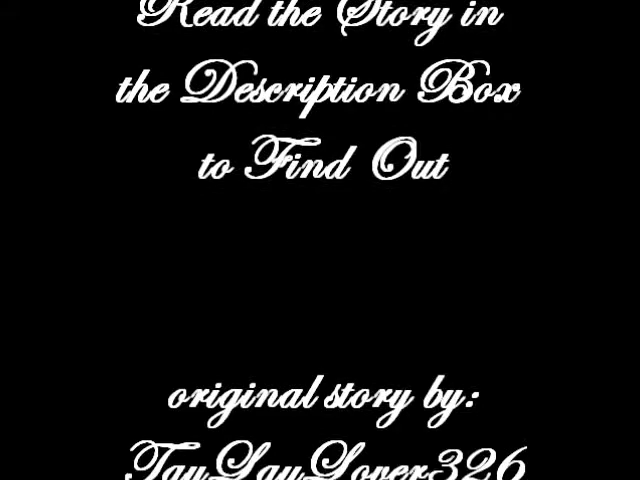 Read the Story in
the Description Box
to Find Out
original story by:
TayLayLover326